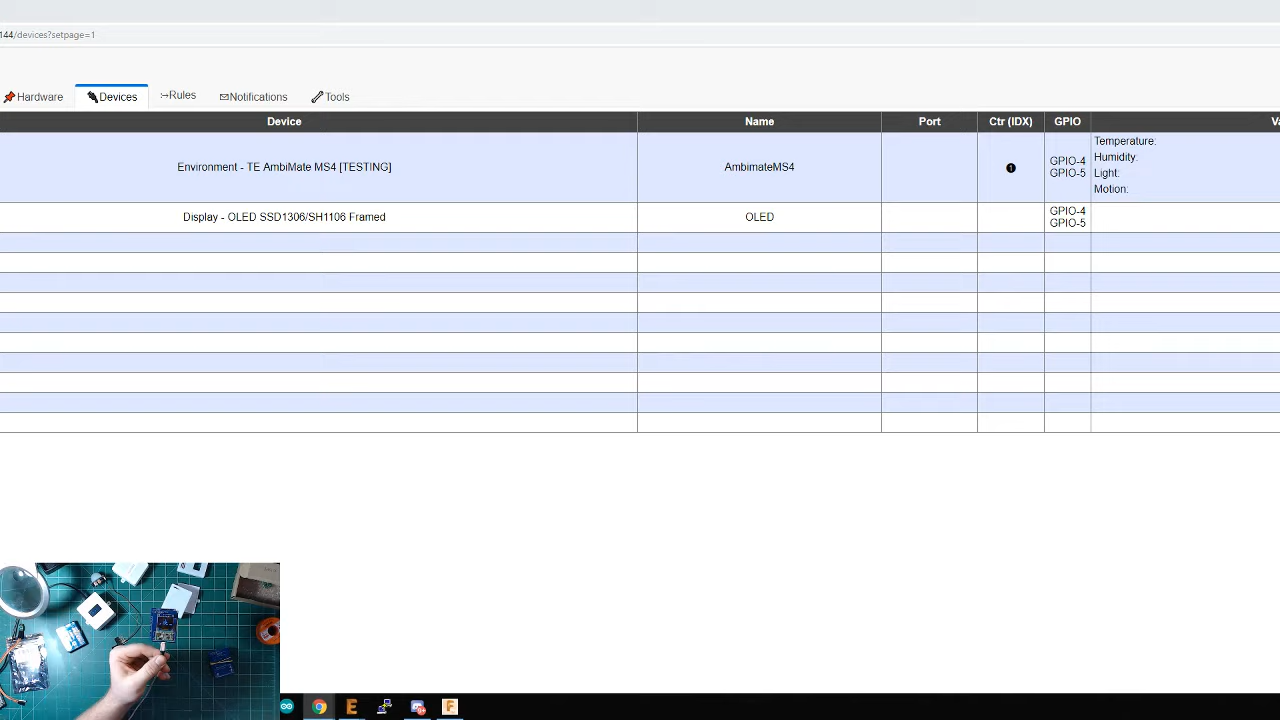 144/devices?setpage=1
Hardware Devices Rules Notifications Tools
Device Name Port Ctr (IDX) GPIO Va
Environment - TE AmbiMate MS4 [TESTING] AmbimateMS4 1 GPIO-4 GPIO-5
Temperature:
Humidity:
Light:
Motion:
Display - OLED SSD1306/SH1106 Framed OLED GPIO-4 GPIO-5